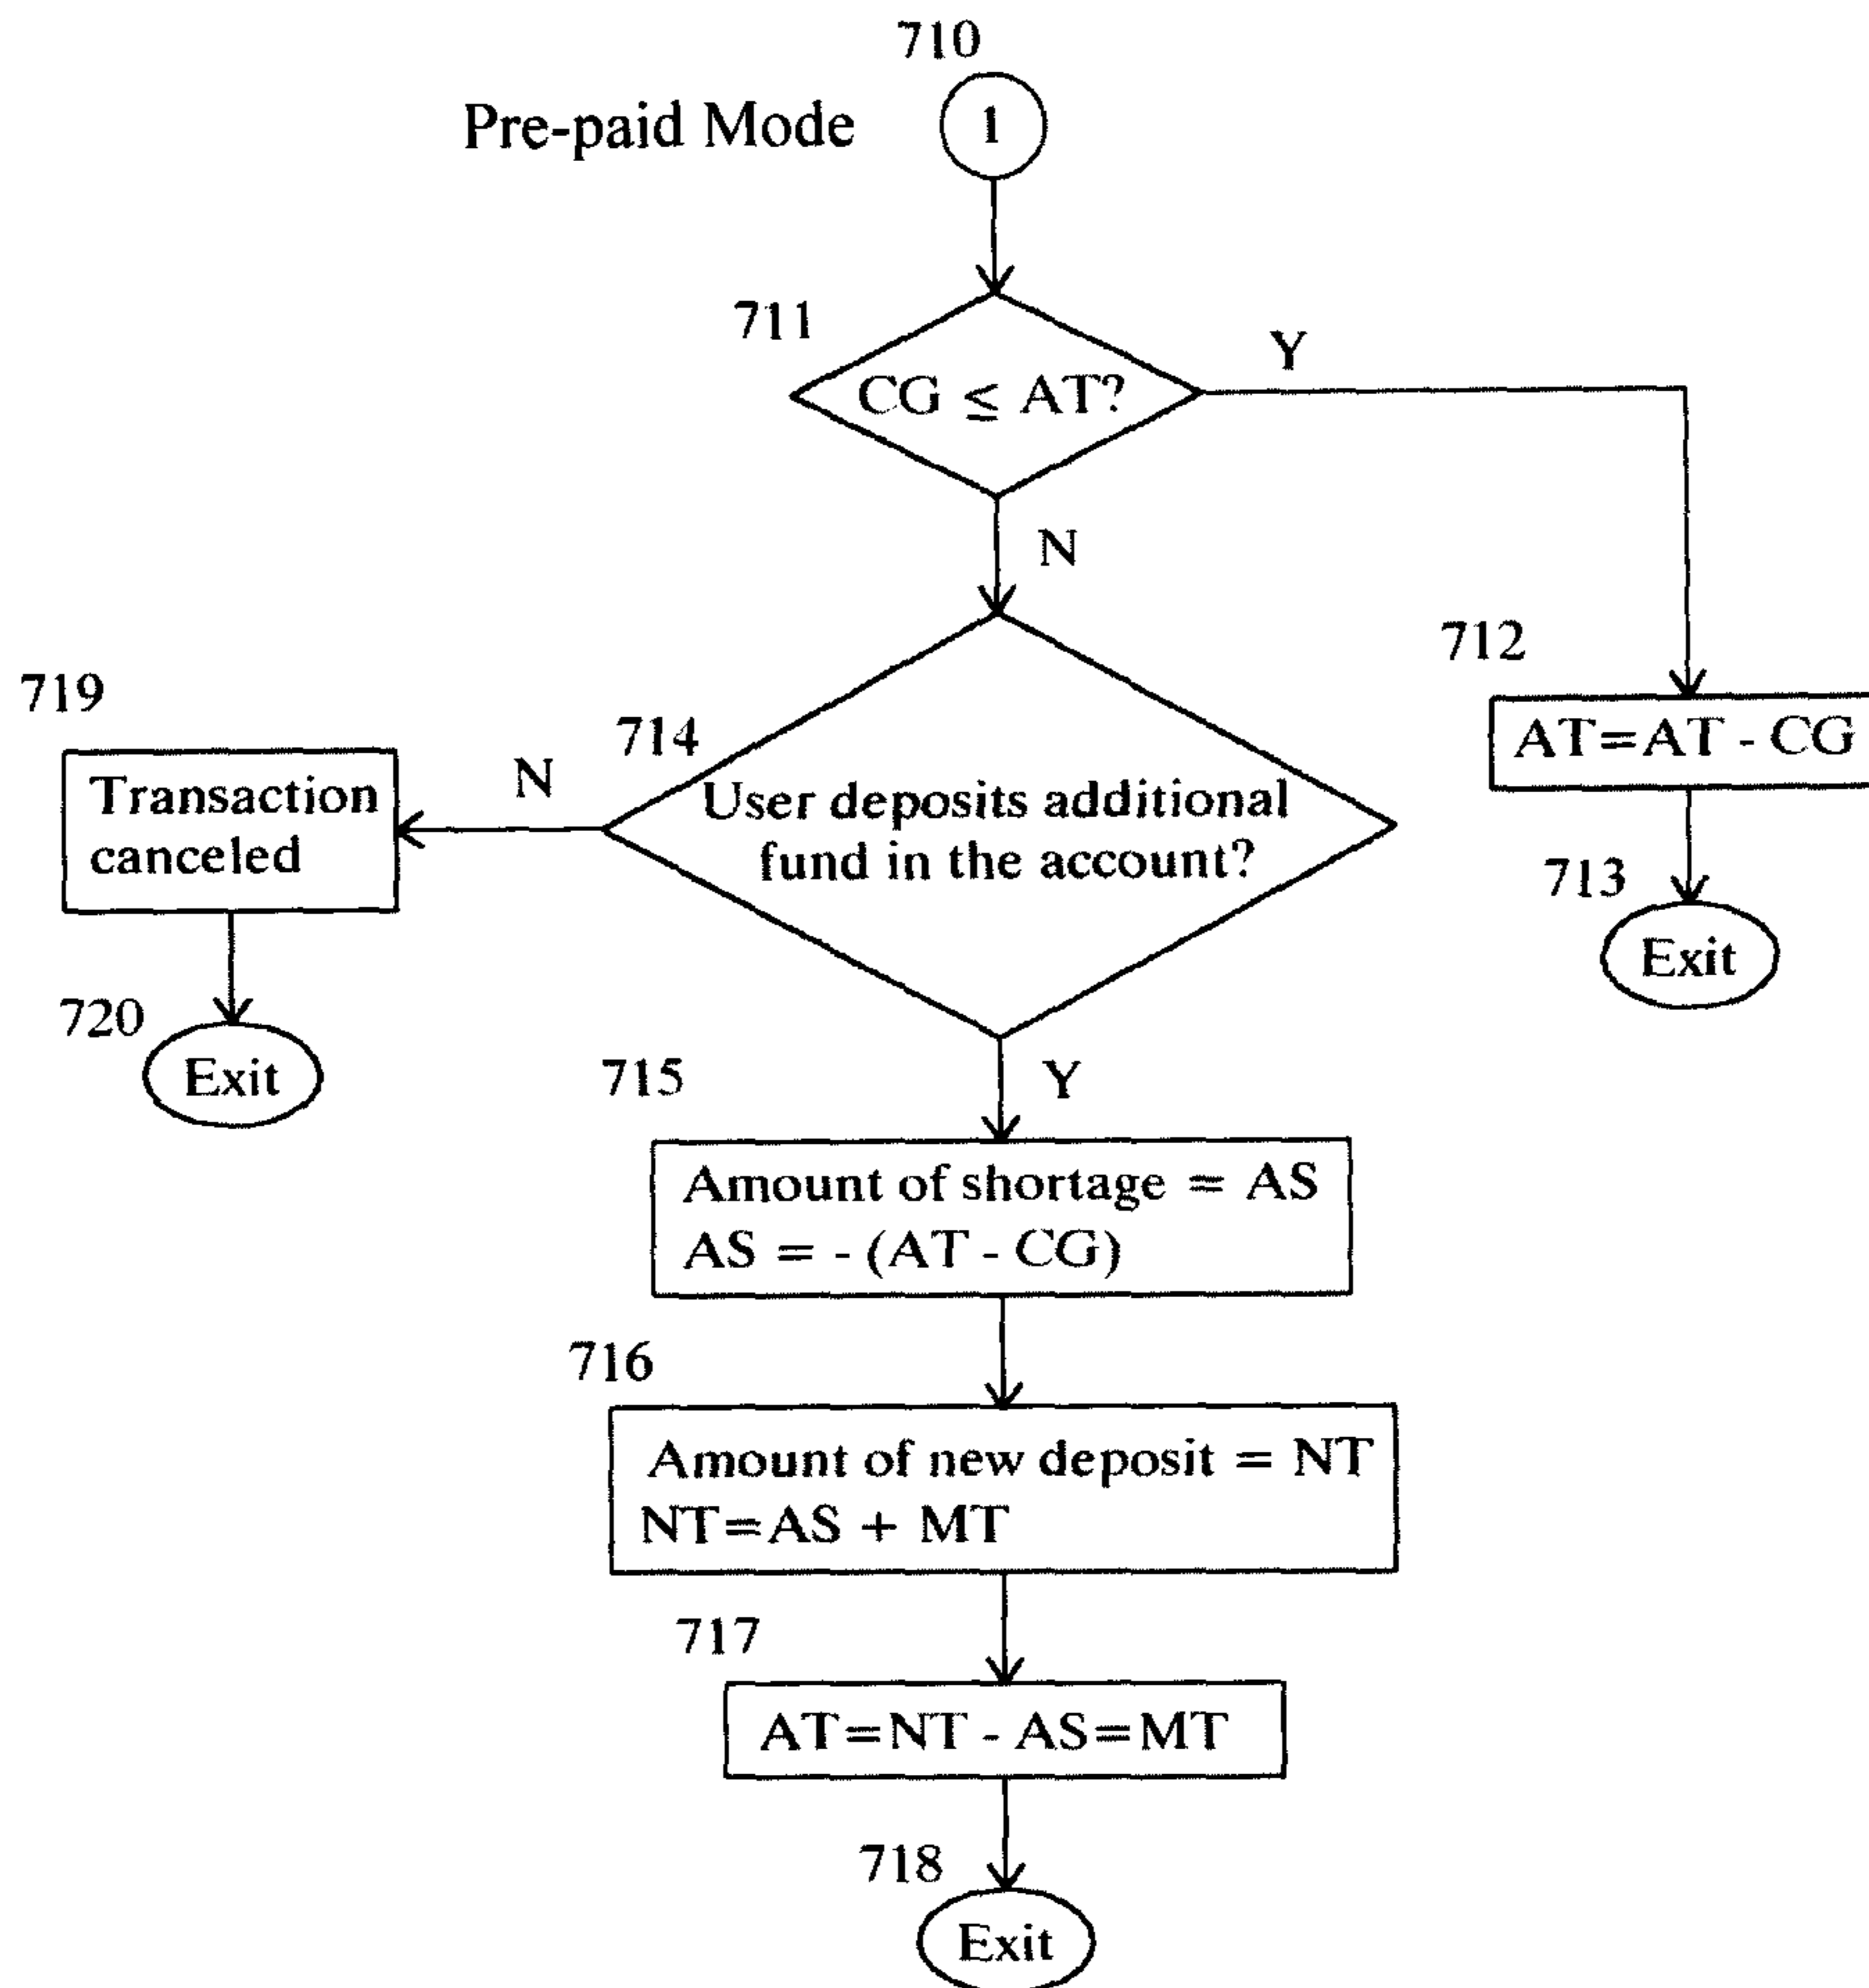 710
Pre-paid Mode
1
711
CG ≤ AT?
Y
N
712
AT=AT - CG
713
Exit
714
User deposits additional
fund in the account?
N
719
Transaction
canceled
720
Exit
Y
715
Amount of shortage = AS
AS = - (AT - CG)
716
Amount of new deposit = NT
NT=AS + MT
717
AT=NT - AS=MT
718
Exit